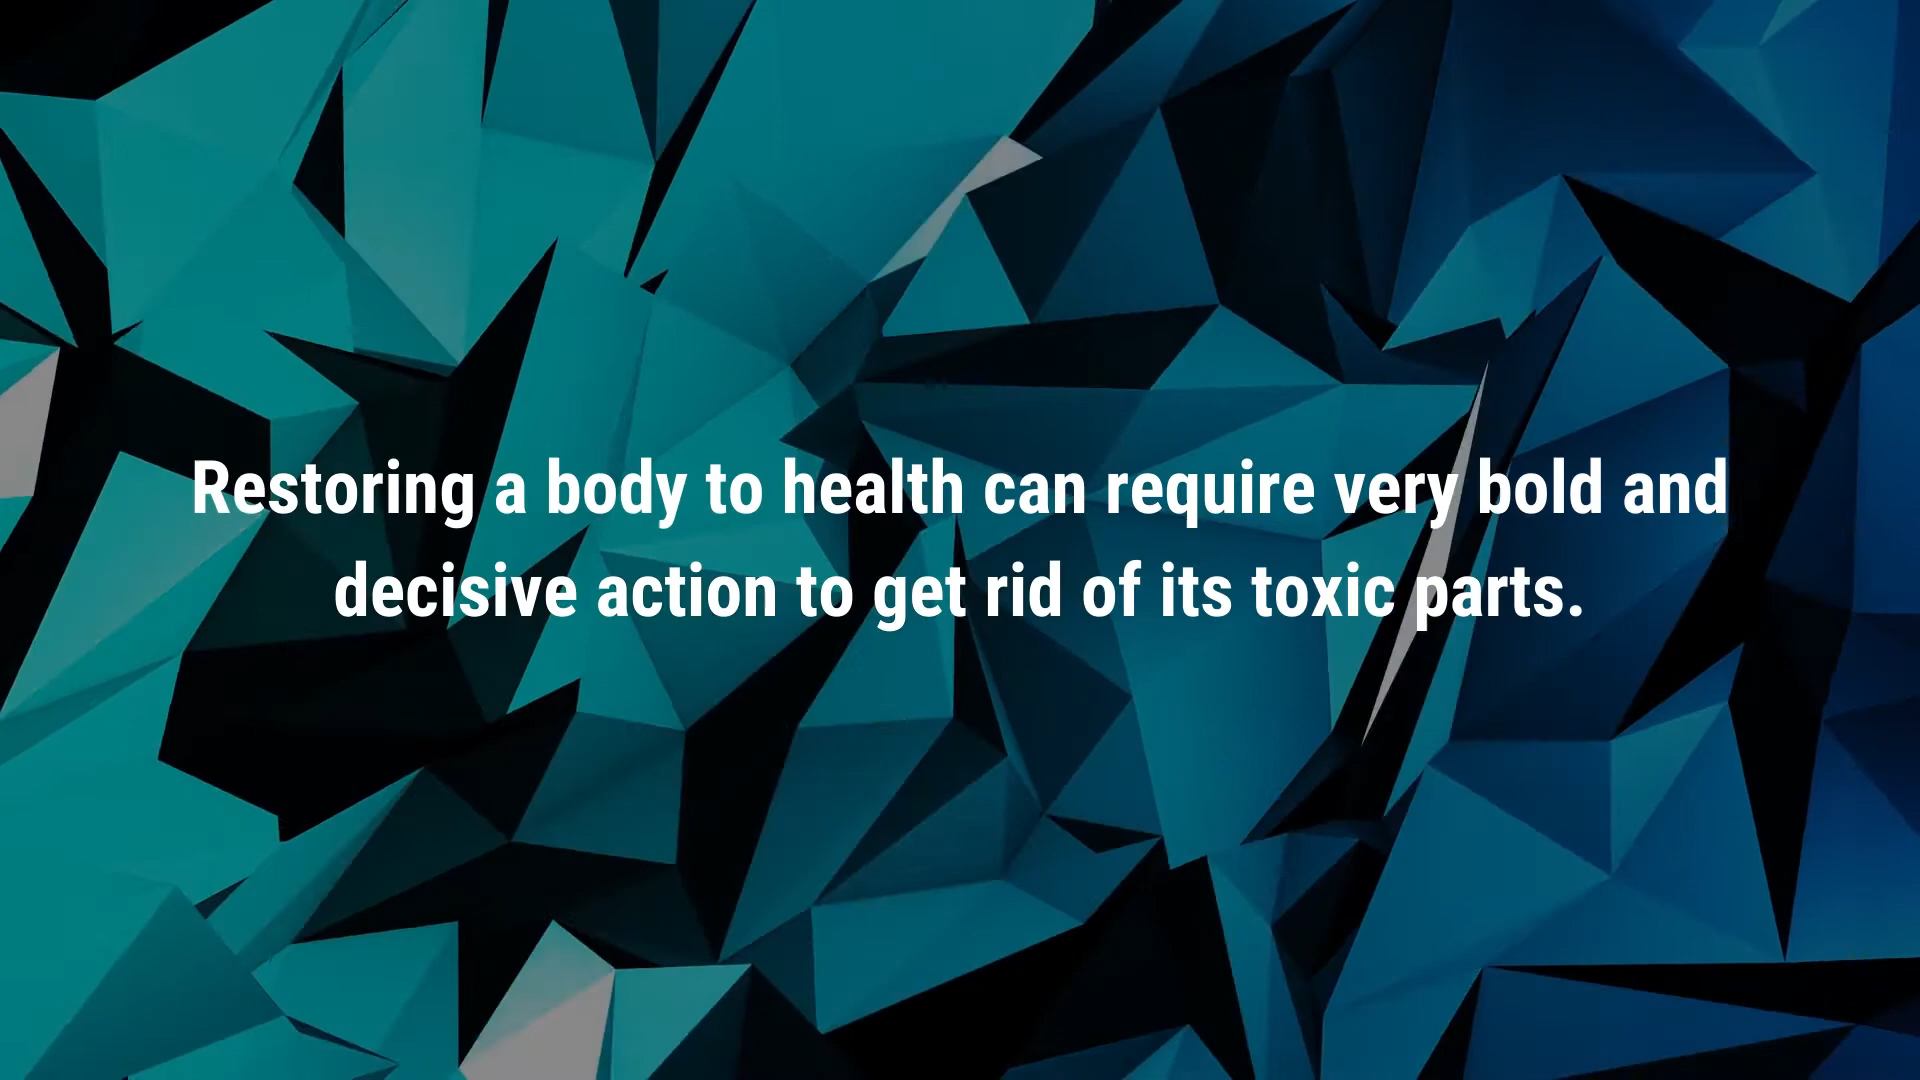 Restoring a body to health can require very bold and
decisive action to get rid of its toxic parts.